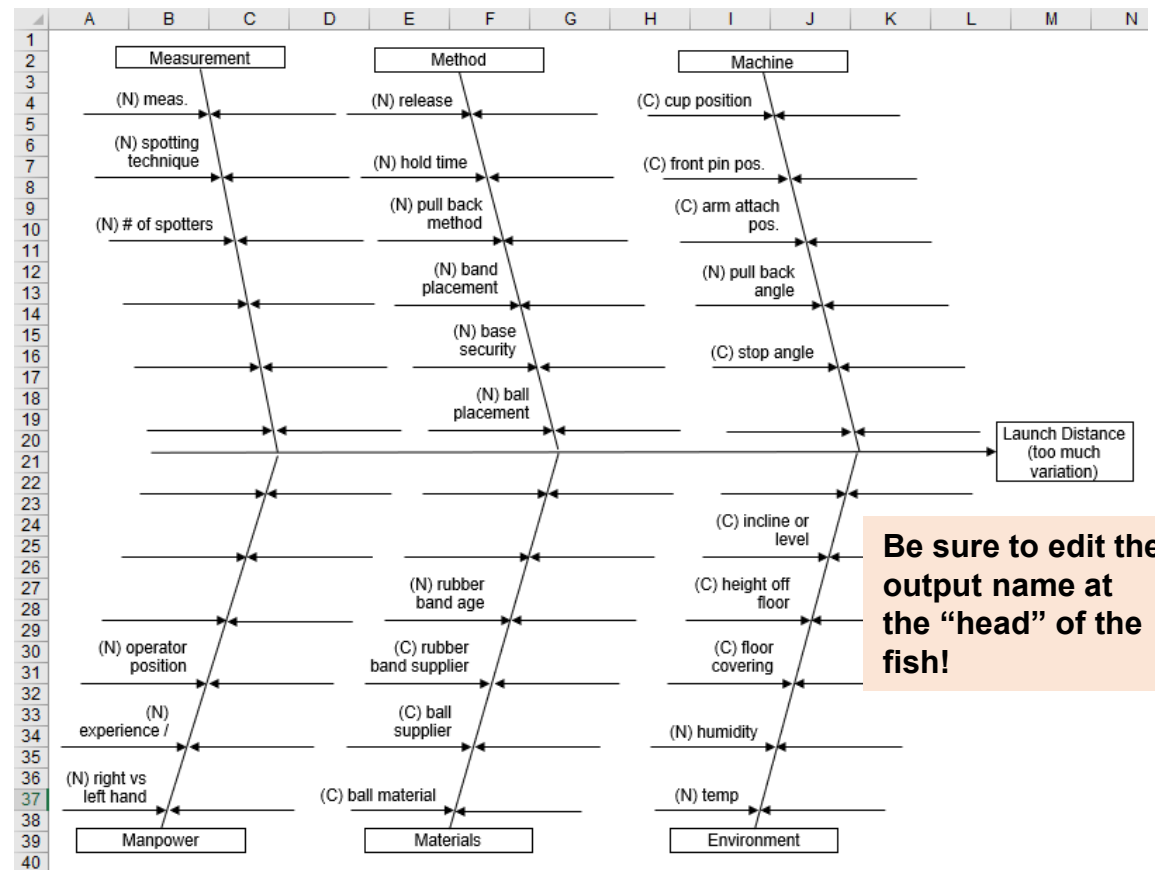 A B C D E F G H I J K L M N
1
2
3
4
5
6
7
8
9
10
11
12
13
14
15
16
17
18
19
20
21
22
23
24
25
26
27
28
29
30
31
32
33
34
35
36
37
38
39
40
Measurement
(N) meas.
(N) spotting
technique
(N) # of spotters
Method
(N) release
(N) hold time
(N) pull back
method
(N) band
placement
(N) base
security
(N) ball
placement
Machine
(C) cup position
(C) front pin pos.
(C) arm attach
pos.
(N) pull back
angle
(C) stop angle
Launch Distance
(too much
variation)
(N) operator
position
(N)
experience /
(N) right vs
left hand
Manpower
(N) rubber
band age
(C) rubber
band supplier
(C) ball
supplier
(C) ball material
Materials
(C) incline or
level
(C) height off
floor
(C) floor
covering
(N) humidity
(N) temp
Environment
Be sure to edit the
output name at
the “head” of the
fish!